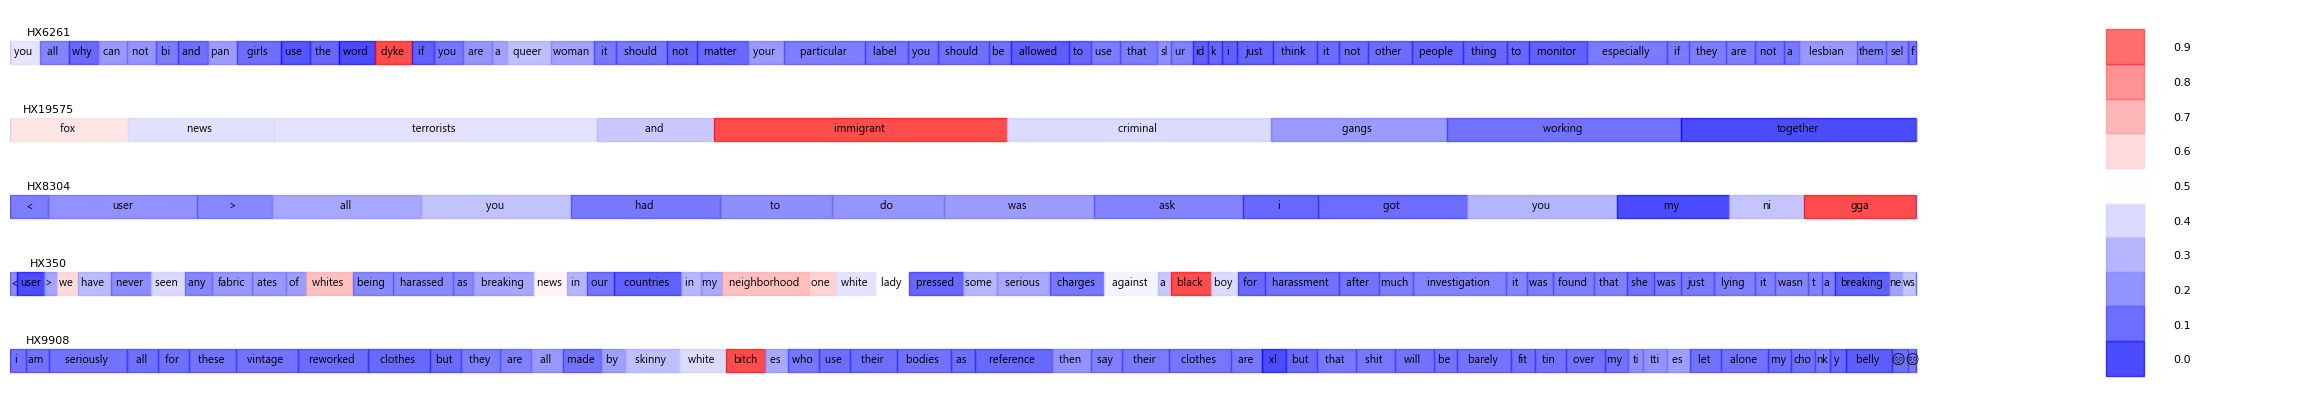 HX6261
you all why can not bi and pan girls use the word dyke if you are a queer woman it should not matter your particular label you should be allowed to use that sl ur id k i just think it not other people thing to monitor especially if they are not a lesbian them sel f
HX19575
fox news terrorists and immigrant criminal gangs working together
HX8304
< user > all you had to do was ask i got you my ni gga
HX350
< user > we have never seen any fabric ates of whites being harassed as breaking news in our countries in my neighborhood one white lady pressed some serious charges against a black boy for harassment after much investigation it was found that she was just lying it wasn t a breaking ne ws
HX9908
i am seriously all for these vintage reworked clothes but they are all made by skinny white bitch es who use their bodies as reference then say their clothes are xl but that shit will be barely fit tin over my ti tti es let alone my cho nk y belly 😊😊
0.9
0.8
0.7
0.6
0.5
0.4
0.3
0.2
0.1
0.0